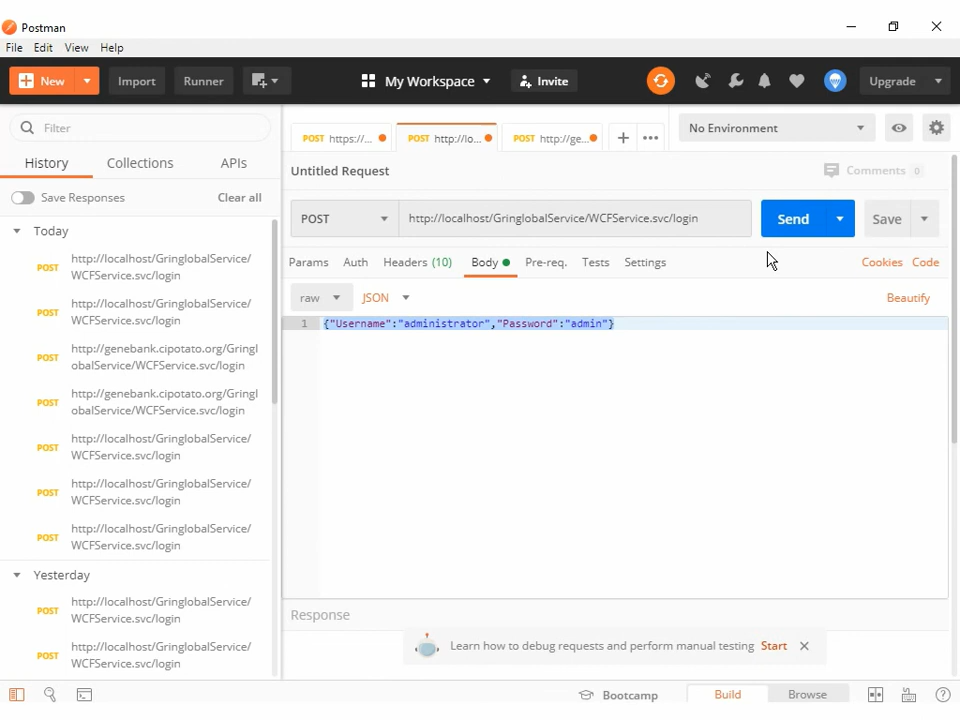 Postman
File Edit View Help
New Import Runner My Workspace Invite Upgrade
Filter
History Collections APIs
Save Responses Clear all
Today
POST http://localhost/GringlobalService/
WCFService.svc/login
POST http://localhost/GringlobalService/
WCFService.svc/login
POST http://genebank.cipotato.org/Gringl
obalService/WCFService.svc/login
POST http://genebank.cipotato.org/Gringl
obalService/WCFService.svc/login
POST http://localhost/GringlobalService/
WCFService.svc/login
POST http://localhost/GringlobalService/
WCFService.svc/login
POST http://localhost/GringlobalService/
WCFService.svc/login
Yesterday
POST http://localhost/GringlobalService/
WCFService.svc/login
POST http://localhost/GringlobalService/
WCFService.svc/login
POST https://... POST http://lo... POST http://ge... No Environment
Untitled Request Comments 0
POST http://localhost/GringlobalService/WCFService.svc/login Send Save
Params Auth Headers (10) Body Pre-req. Tests Settings Cookies Code
raw JSON Beautify
1 {"Username":"administrator","Password":"admin"}
Response
Learn how to debug requests and perform manual testing Start
Bootcamp Build Browse